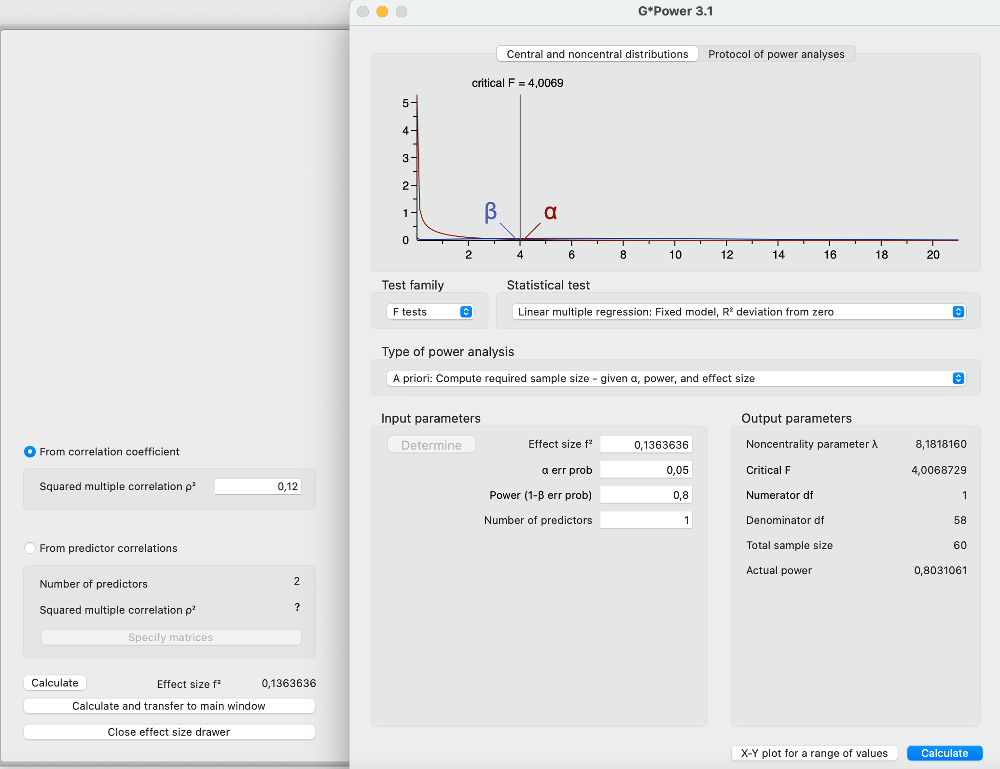 G*Power 3.1
Central and noncentral distributions Protocol of power analyses
critical F = 4,0069
5
4
3
2
1
0
β α
2 4 6 8 10 12 14 16 18 20
Test family Statistical test
F tests Linear multiple regression: Fixed model, R² deviation from zero
Type of power analysis
A priori: Compute required sample size - given α, power, and effect size
Input parameters Output parameters
Determine Effect size f² 0,1363636 Noncentrality parameter λ 8,1818160
α err prob 0,05 Critical F 4,0068729
Power (1-β err prob) 0,8 Numerator df 1
Number of predictors 1 Denominator df 58
Total sample size 60
Actual power 0,8031061
From correlation coefficient
Squared multiple correlation ρ² 0,12
From predictor correlations
Number of predictors 2
Squared multiple correlation ρ² ?
Specify matrices
Calculate Effect size f² 0,1363636
Calculate and transfer to main window
Close effect size drawer
X-Y plot for a range of values Calculate